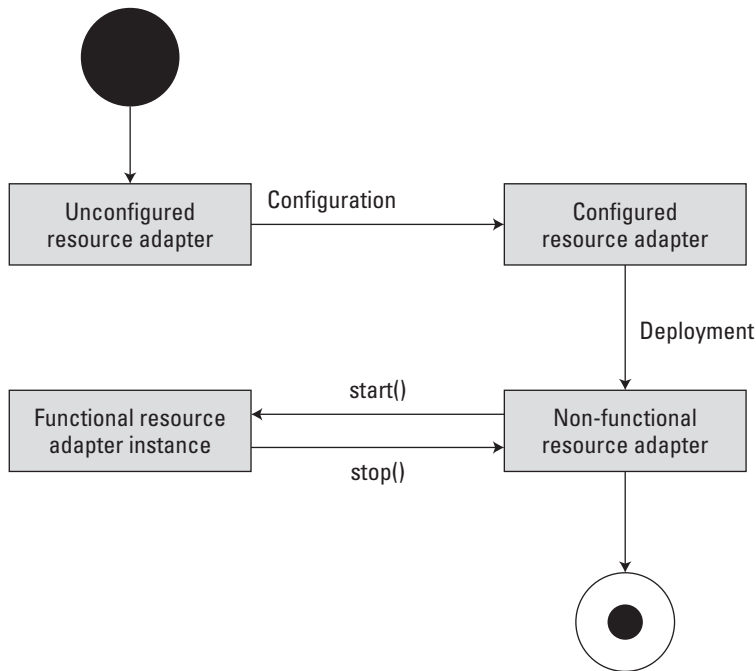 Unconfigured
resource adapter
Configuration
Configured
resource adapter
Deployment
Functional resource
adapter instance
start()
stop()
Non-functional
resource adapter